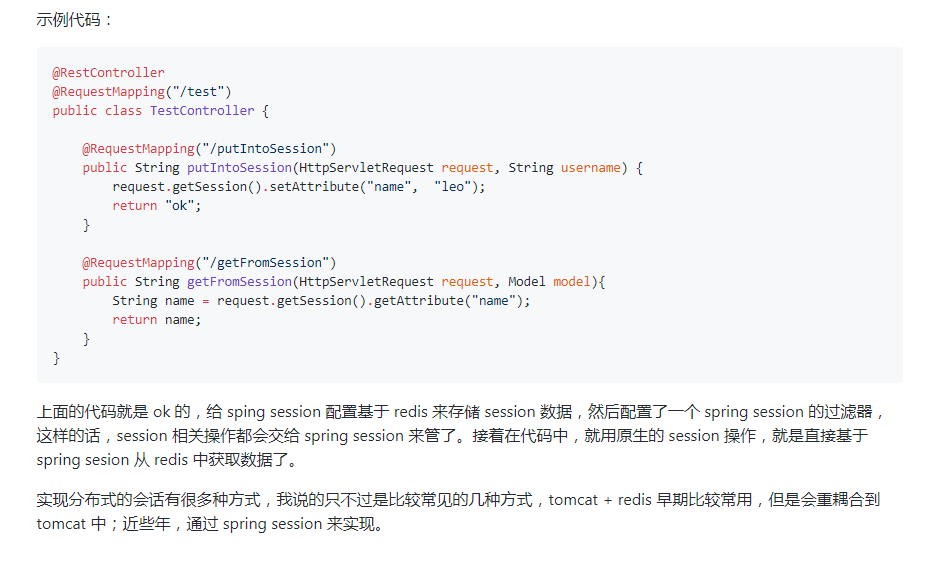 示例代码：
@RestController
@RequestMapping("/test")
public class TestController {
    @RequestMapping("/putIntoSession")
    public String putIntoSession(HttpServletRequest request, String username) {
        request.getSession().setAttribute("name",  "leo");
        return "ok";
    }
    @RequestMapping("/getFromSession")
    public String getFromSession(HttpServletRequest request, Model model){
        String name = request.getSession().getAttribute("name");
        return name;
    }
}
上面的代码就是 ok 的，给 sping session 配置基于 redis 来存储 session 数据，然后配置了一个 spring session 的过滤器，
这样的话，session 相关操作都会交给 spring session 来管了。接着在代码中，就用原生的 session 操作，就是直接基于
spring sesion 从 redis 中获取数据了。
实现分布式的会话有很多种方式，我说的只不过是比较常见的几种方式，tomcat + redis 早期比较常用，但是会重耦合到
tomcat 中；近些年，通过 spring session 来实现。